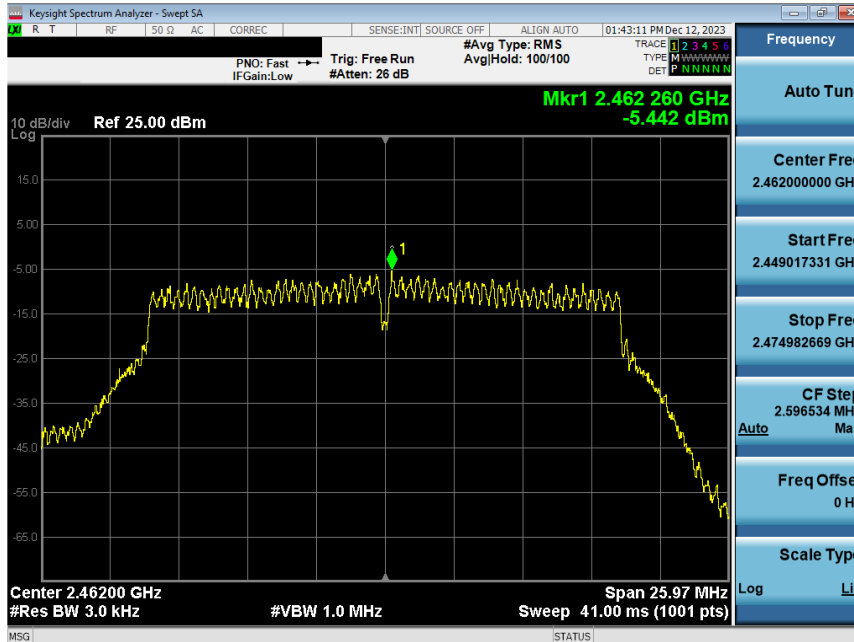 Keysight Spectrum Analyzer - Swept SA
LXI R T RF 50 Ω AC CORREC SENSE:INT SOURCE OFF ALIGN AUTO 01:43:11 PM Dec 12, 2023
PNO: Fast Trig: Free Run #Avg Type: RMS TRACE 1 2 3 4 5 6
IFGain:Low #Atten: 26 dB Avg|Hold: 100/100 TYPE M WWWWW
DET P N N N N N
Mkr1 2.462 260 GHz
-5.442 dBm
10 dB/div Ref 25.00 dBm
Log
15.0
5.00
-5.00
-15.0
-25.0
-35.0
-45.0
-55.0
-65.0
1
Center 2.46200 GHz Span 25.97 MHz
#Res BW 3.0 kHz #VBW 1.0 MHz Sweep 41.00 ms (1001 pts)
MSG STATUS
Frequency
Auto Tun
Center Fre
2.462000000 GH
Start Fre
2.449017331 GH
Stop Fre
2.474982669 GH
CF Ste
2.596534 MH
Auto Ma
Freq Offse
0 H
Scale Typ
Log Li